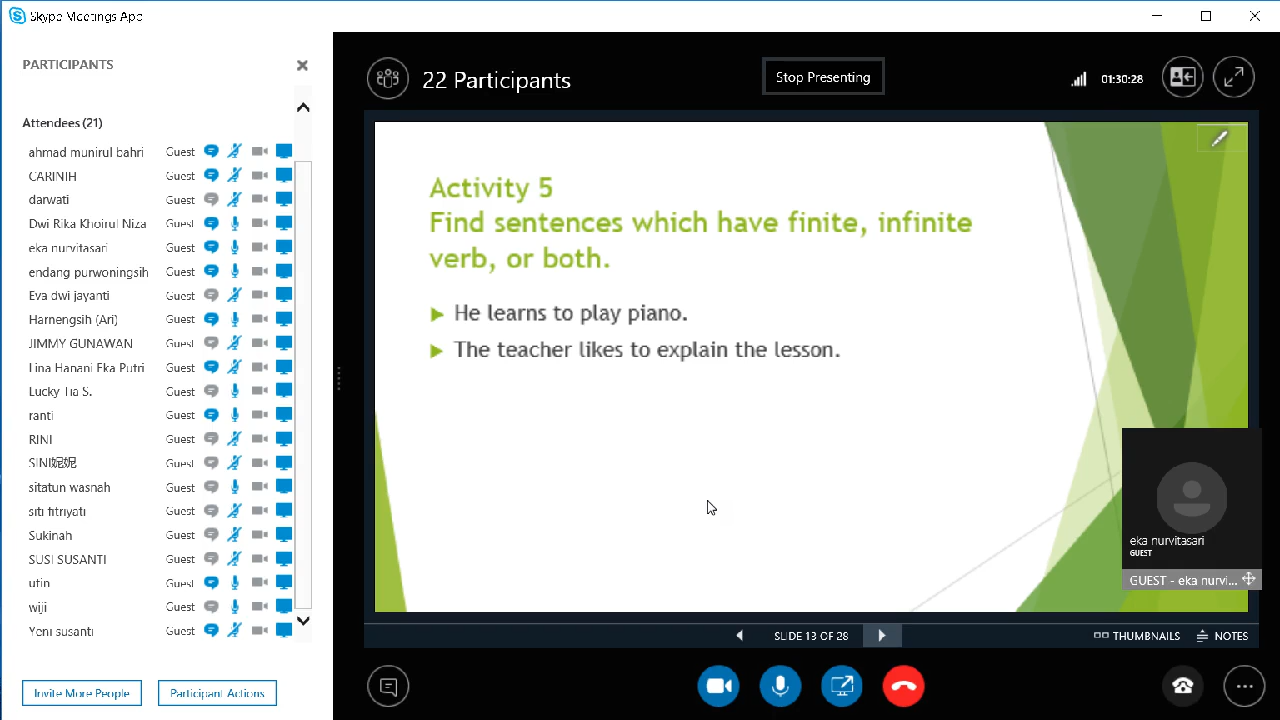 Skype Meetings App
PARTICIPANTS
Attendees (21)
ahmad munirul bahri Guest
CARINIH Guest
darwati Guest
Dwi Rika Khoirul Niza Guest
eka nurvitasari Guest
endang purwoningsih Guest
Eva dwi jayanti Guest
Harnengsih (Ari) Guest
JIMMY GUNAWAN Guest
Lina Hanani Eka Putri Guest
Lucky Tia S. Guest
ranti Guest
RINI Guest
SINI妮妮 Guest
sitatun wasnah Guest
siti fitriyati Guest
Sukinah Guest
SUSI SUSANTI Guest
utin Guest
wiji Guest
Yeni susanti Guest
Invite More People
Participant Actions
22 Participants
Stop Presenting
01:30:28
Activity 5
Find sentences which have finite, infinite
verb, or both.
He learns to play piano.
The teacher likes to explain the lesson.
eka nurvitasari
GUEST
GUEST - eka nurvi...
SLIDE 13 OF 28
THUMBNAILS
NOTES